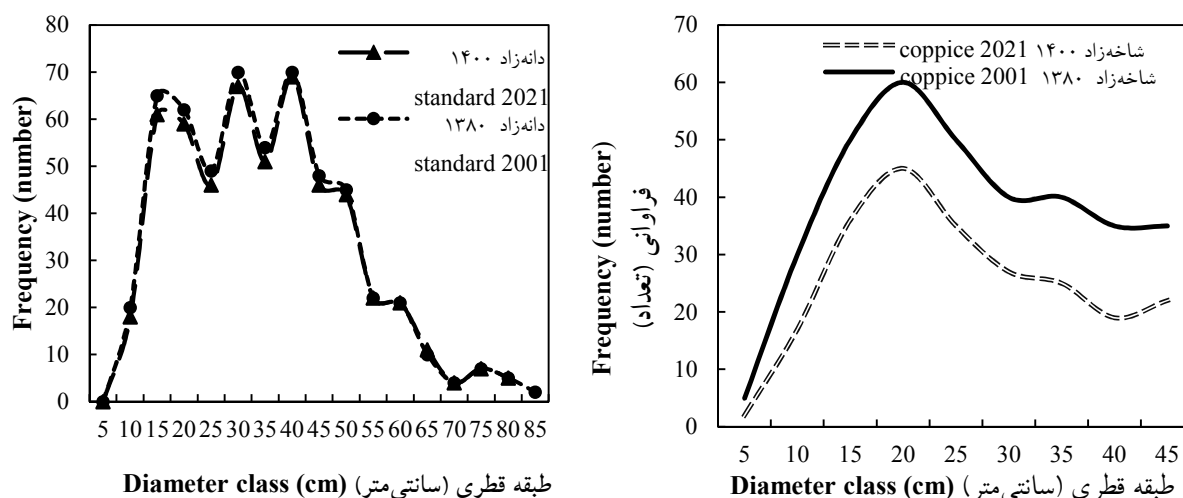 80
70
60
50
40
30
20
10
0
Frequency (number)
دانه‌زاد ۱۴۰۰
standard 2021
دانه‌زاد ۱۳۸۰
standard 2001
5 10 15 20 25 30 35 40 45 50 55 60 65 70 75 80 85
Diameter class (cm) طبقه قطری (سانتی‌متر)
70
60
50
40
30
20
10
0
Frequency (number)
فراوانی (تعداد)
coppice 2021 شاخه‌زاد ۱۴۰۰
coppice 2001 شاخه‌زاد ۱۳۸۰
5 10 15 20 25 30 35 40 45
Diameter class (cm) طبقه قطری (سانتی‌متر)